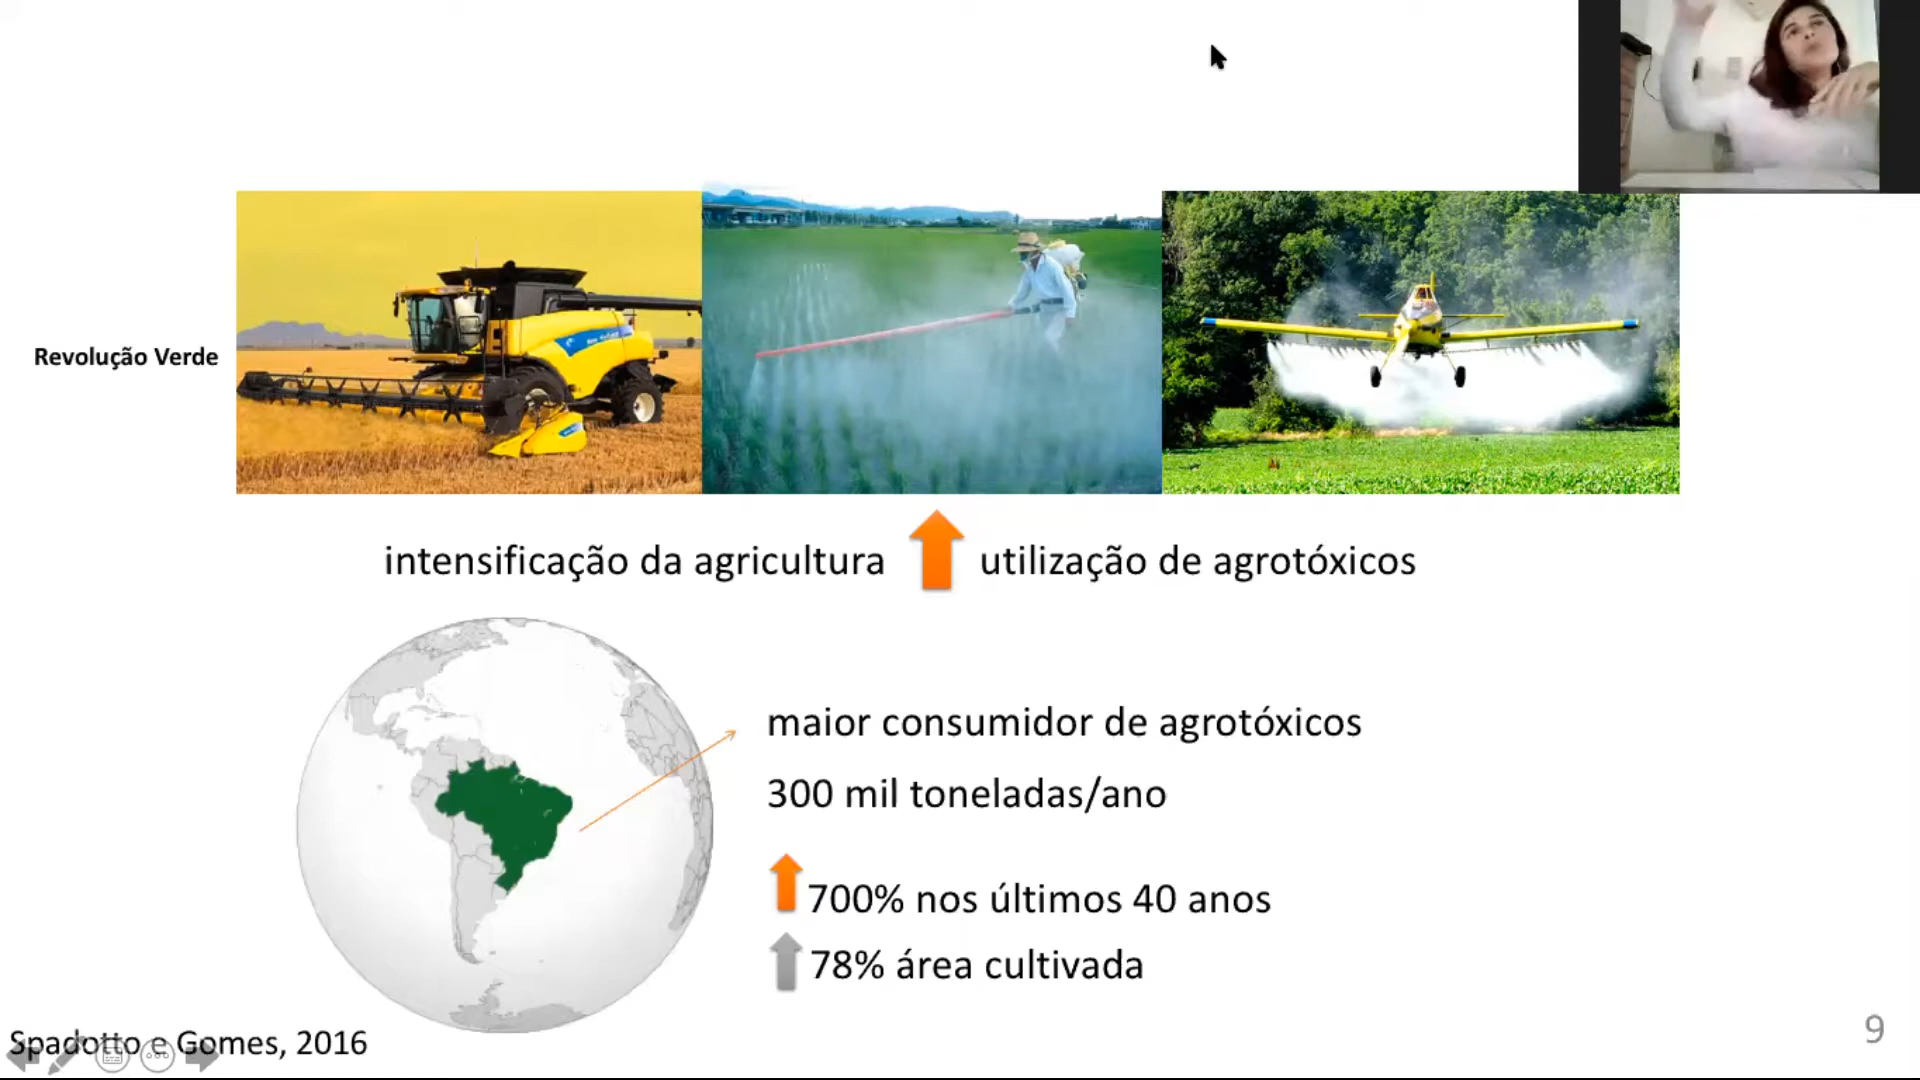 Revolução Verde
intensificação da agricultura
utilização de agrotóxicos
maior consumidor de agrotóxicos
300 mil toneladas/ano
700% nos últimos 40 anos
78% área cultivada
Spadotto e Gomes, 2016
9